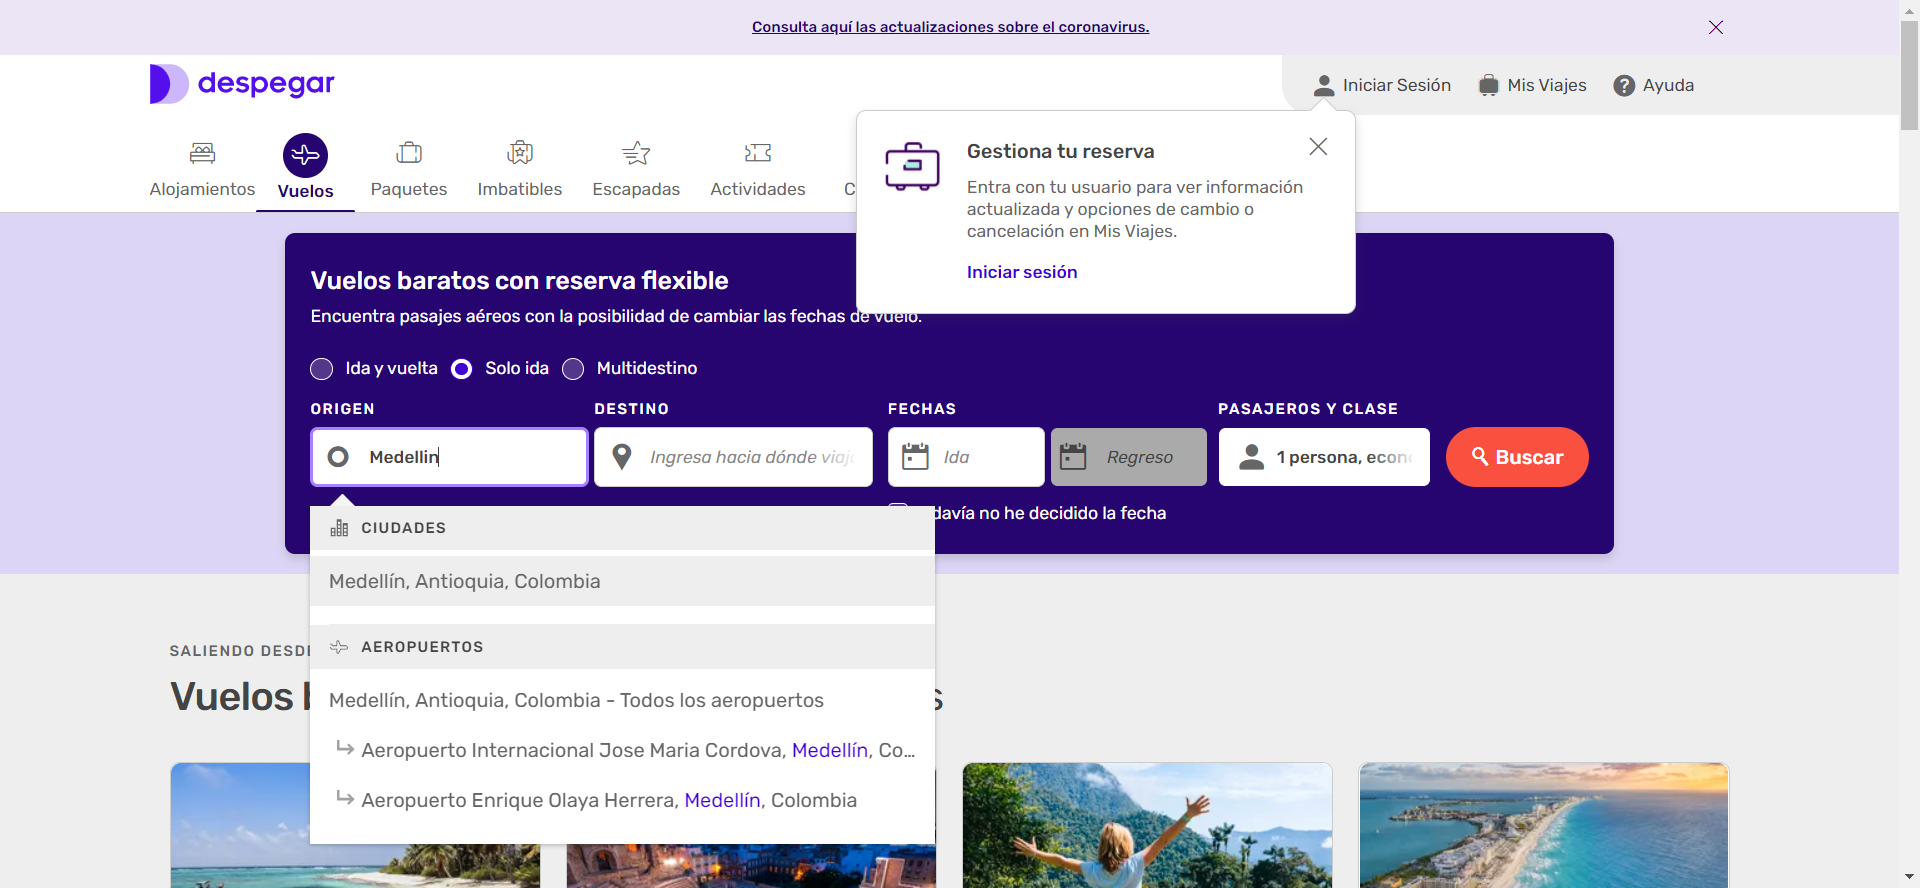 Consulta aquí las actualizaciones sobre el coronavirus.
despegar
Iniciar Sesión
Mis Viajes
Ayuda
Alojamientos
Vuelos
Paquetes
Imbatibles
Escapadas
Actividades
C
Gestiona tu reserva
Entra con tu usuario para ver información
actualizada y opciones de cambio o
cancelación en Mis Viajes.
Iniciar sesión
Vuelos baratos con reserva flexible
Encuentra pasajes aéreos con la posibilidad de cambiar las fechas de vuelo.
Ida y vuelta
Solo ida
Multidestino
ORIGEN
DESTINO
FECHAS
PASAJEROS Y CLASE
Medellin
Ingresa hacia dónde viaj
Ida
Regreso
1 persona, econ
Buscar
davía no he decidido la fecha
CIUDADES
Medellín, Antioquia, Colombia
AEROPUERTOS
Medellín, Antioquia, Colombia - Todos los aeropuertos
Aeropuerto Internacional Jose Maria Cordova, Medellín, Co...
Aeropuerto Enrique Olaya Herrera, Medellín, Colombia
SALIENDO DESDE
Vuelos b
s